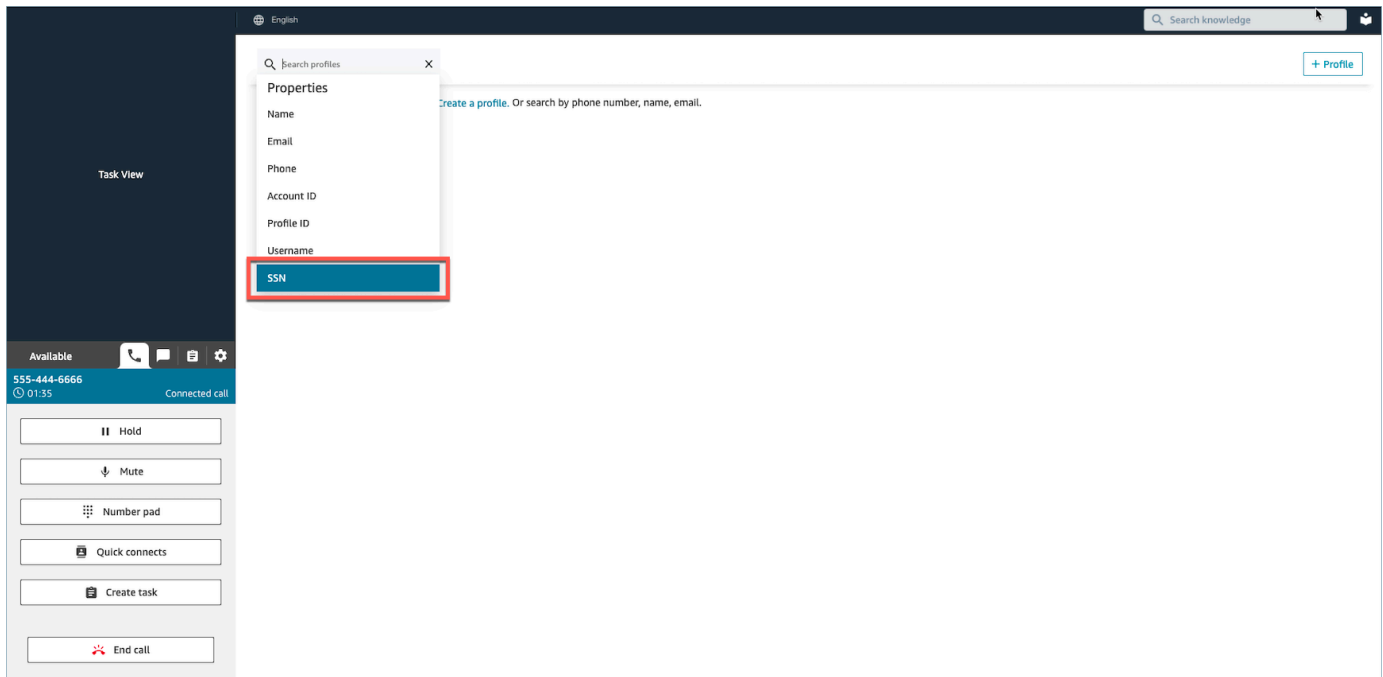 English
Search knowledge
Search profiles
+ Profile
Properties
Create a profile. Or search by phone number, name, email.
Name
Email
Phone
Account ID
Profile ID
Username
SSN
Task View
Available
555-444-6666
01:35
Connected call
Hold
Mute
Number pad
Quick connects
Create task
End call